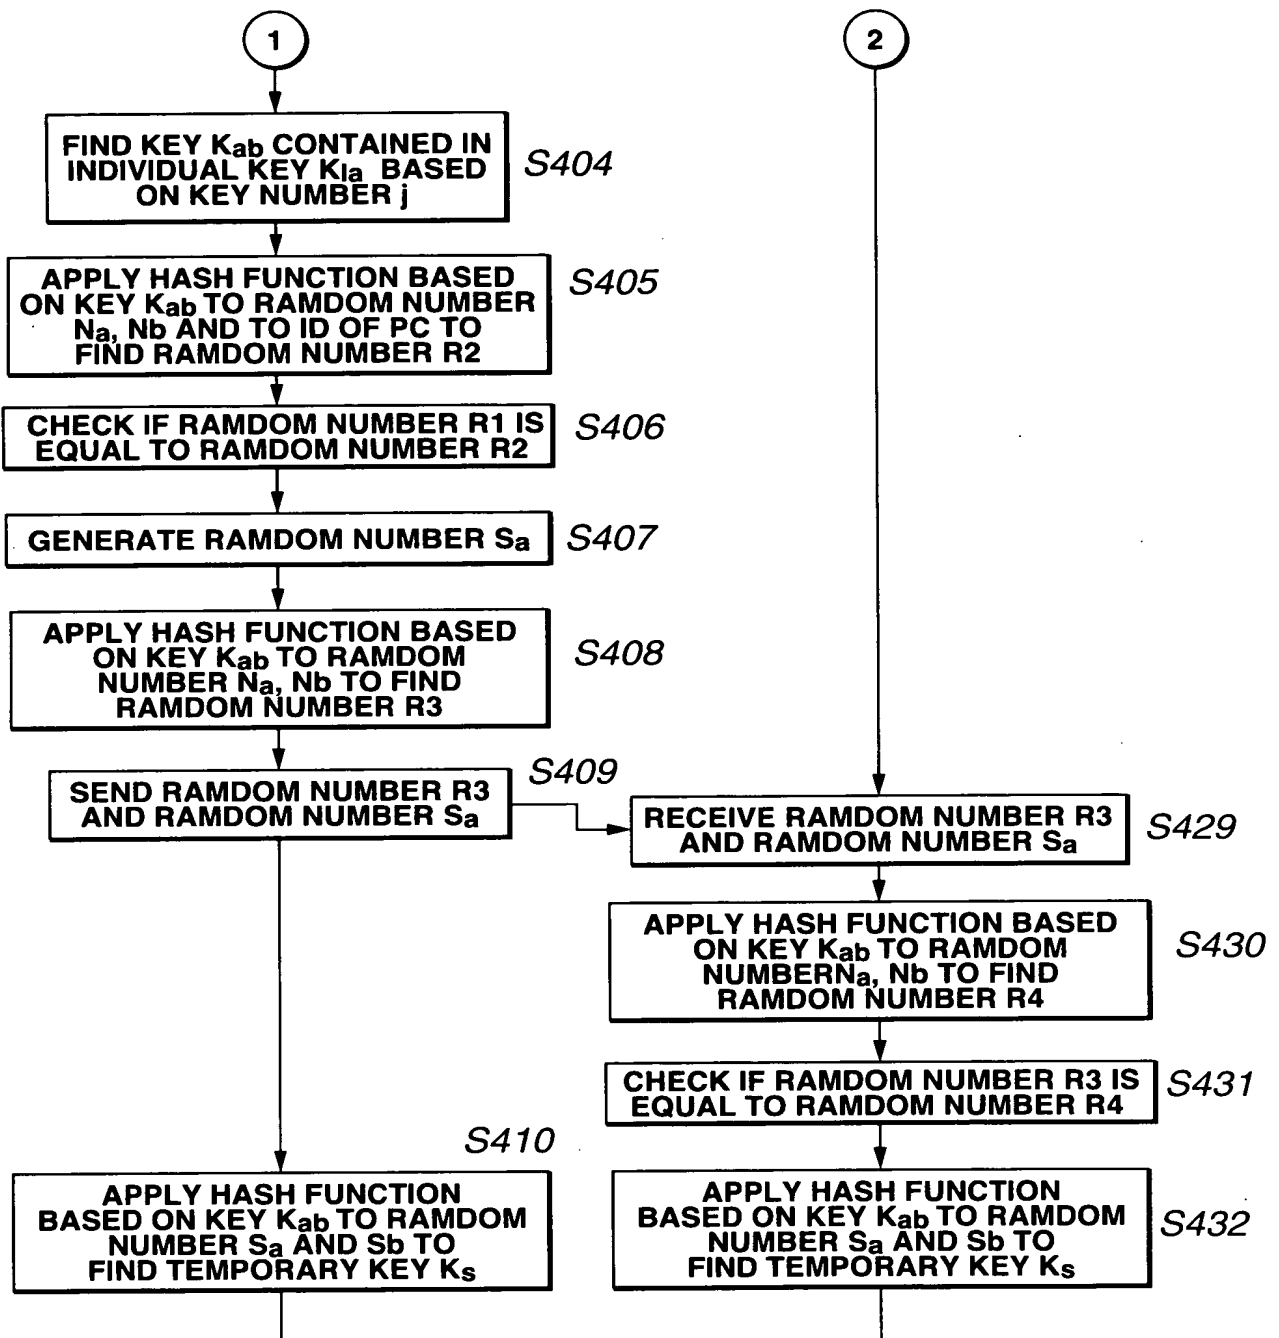 1
2
FIND KEY Kab CONTAINED IN
INDIVIDUAL KEY KIa BASED
ON KEY NUMBER j
S404
APPLY HASH FUNCTION BASED
ON KEY Kab TO RAMDOM NUMBER
Na, Nb AND TO ID OF PC TO
FIND RAMDOM NUMBER R2
S405
CHECK IF RAMDOM NUMBER R1 IS
EQUAL TO RAMDOM NUMBER R2
S406
GENERATE RAMDOM NUMBER Sa
S407
APPLY HASH FUNCTION BASED
ON KEY Kab TO RAMDOM
NUMBER Na, Nb TO FIND
RAMDOM NUMBER R3
S408
SEND RAMDOM NUMBER R3
AND RAMDOM NUMBER Sa
S409
RECEIVE RAMDOM NUMBER R3
AND RAMDOM NUMBER Sa
S429
APPLY HASH FUNCTION BASED
ON KEY Kab TO RAMDOM
NUMBERNa, Nb TO FIND
RAMDOM NUMBER R4
S430
CHECK IF RAMDOM NUMBER R3 IS
EQUAL TO RAMDOM NUMBER R4
S431
S410
APPLY HASH FUNCTION
BASED ON KEY Kab TO RAMDOM
NUMBER Sa AND Sb TO
FIND TEMPORARY KEY Ks
APPLY HASH FUNCTION
BASED ON KEY Kab TO RAMDOM
NUMBER Sa AND Sb TO
FIND TEMPORARY KEY Ks
S432